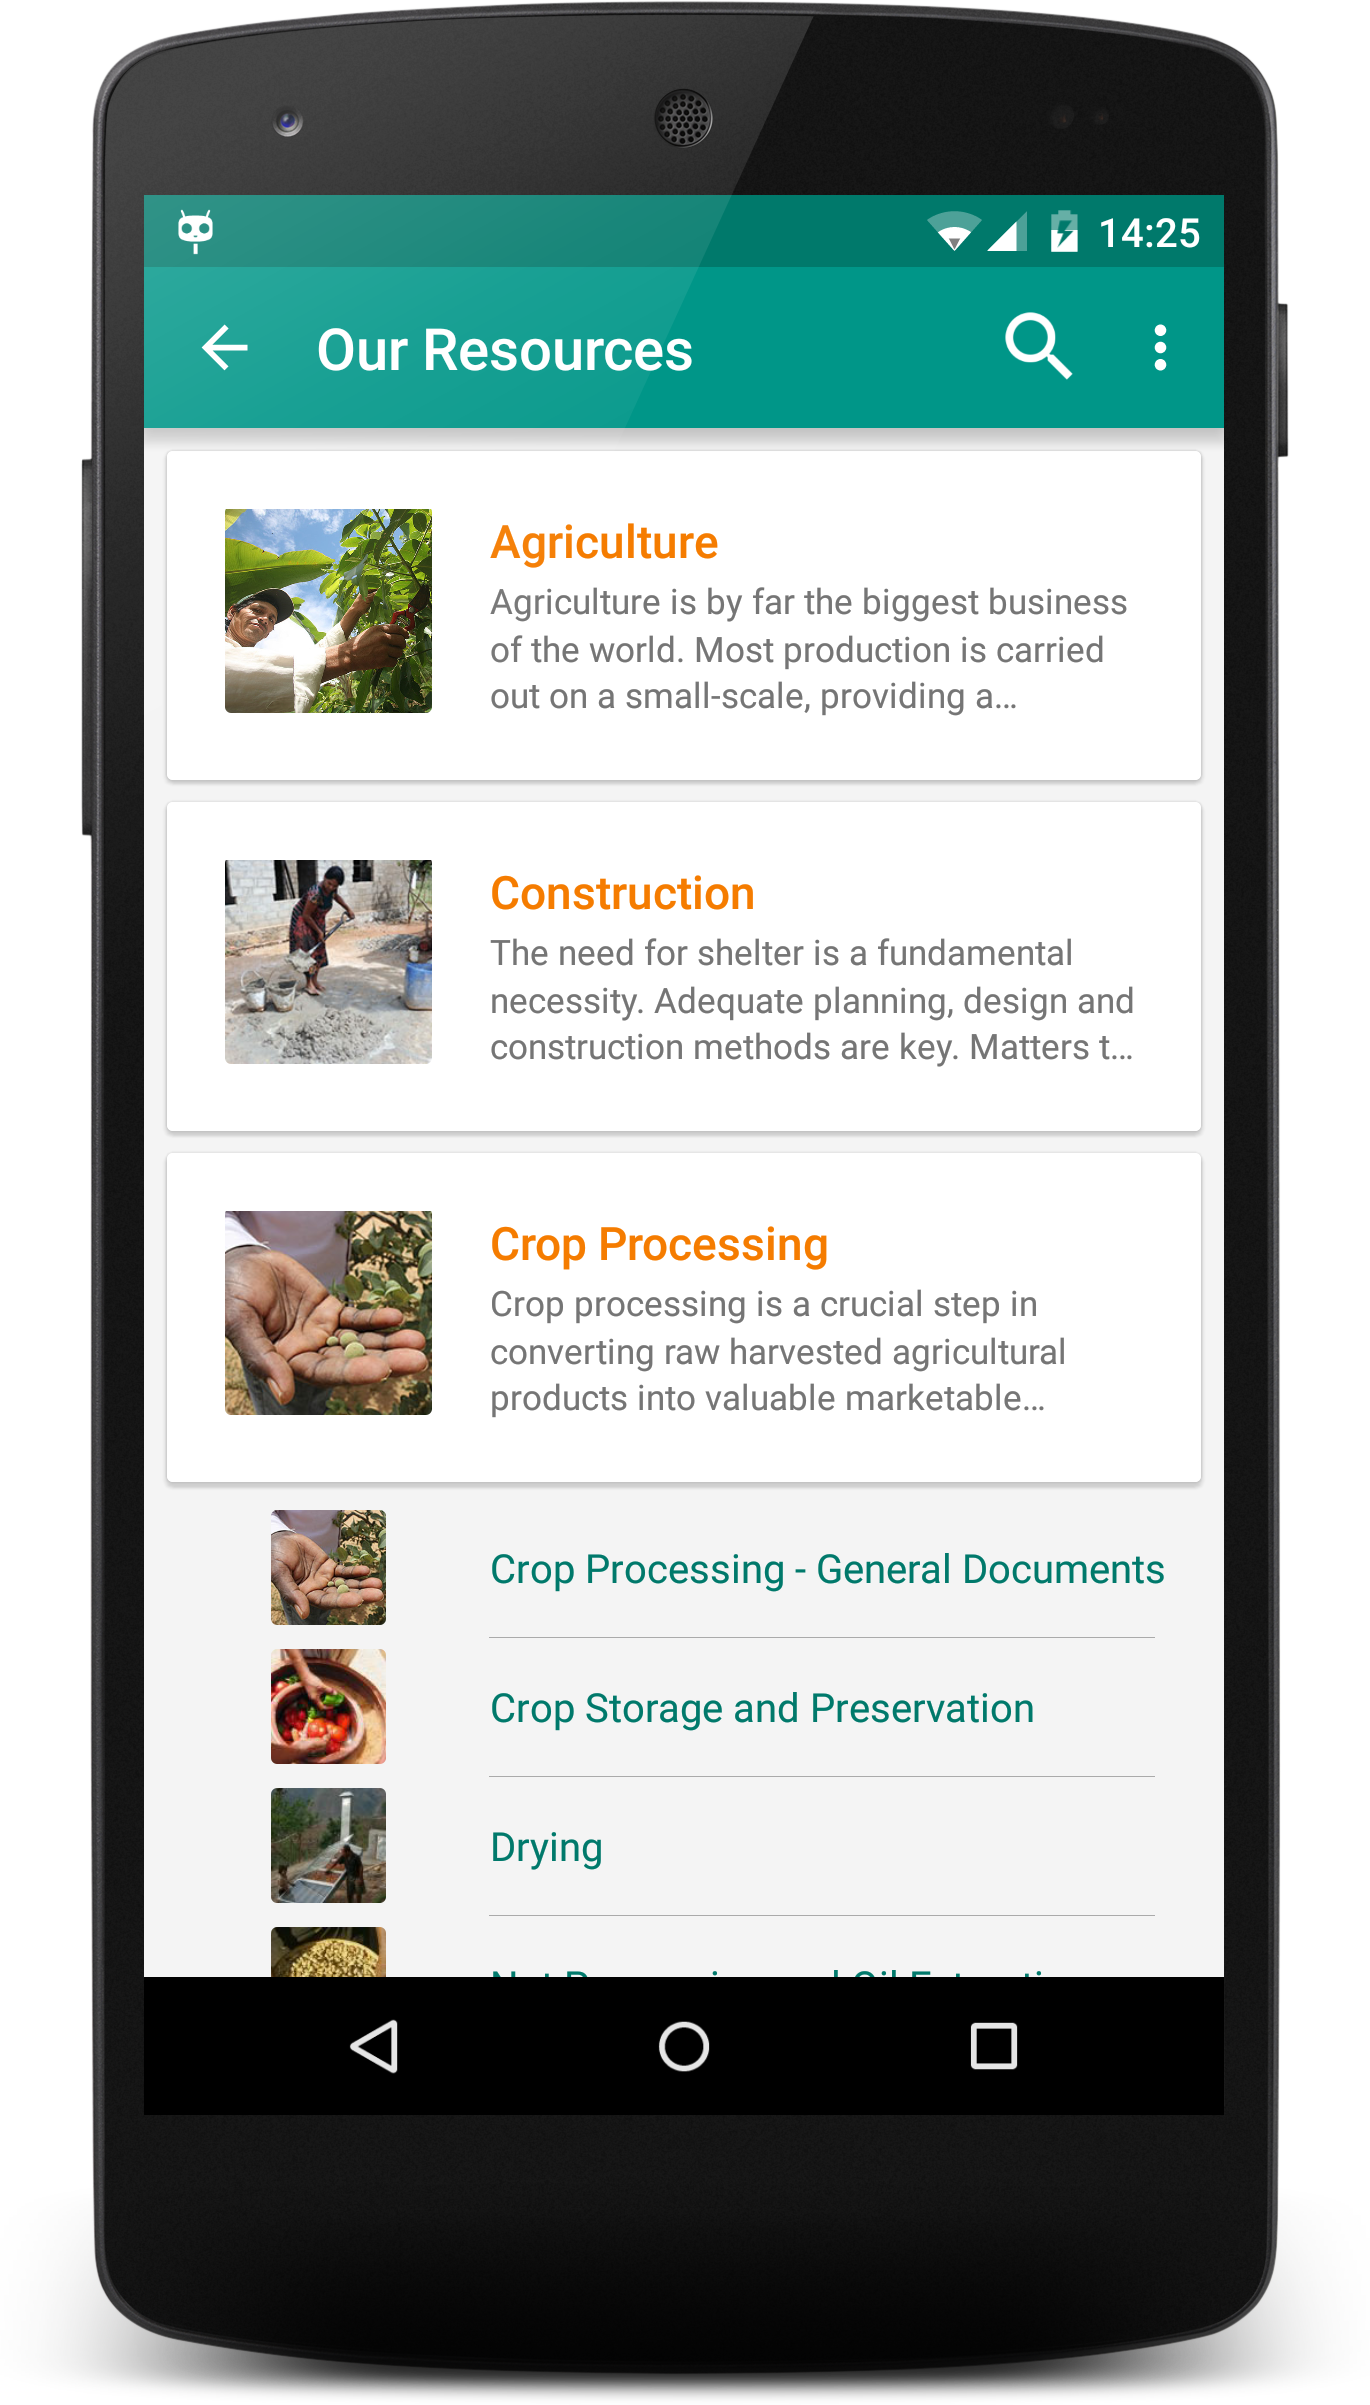 14:25
Our Resources
Agriculture
Agriculture is by far the biggest business
of the world. Most production is carried
out on a small-scale, providing a...
Construction
The need for shelter is a fundamental
necessity. Adequate planning, design and
construction methods are key. Matters t...
Crop Processing
Crop processing is a crucial step in
converting raw harvested agricultural
products into valuable marketable...
Crop Processing - General Documents
Crop Storage and Preservation
Drying